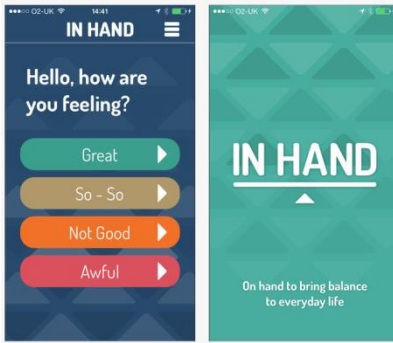 ●●●○○ O2-UK 14:41
IN HAND
Hello, how are
you feeling?
Great
So - So
Not Good
Awful
●●●○○ O2-UK
IN HAND
On hand to bring balance
to everyday life